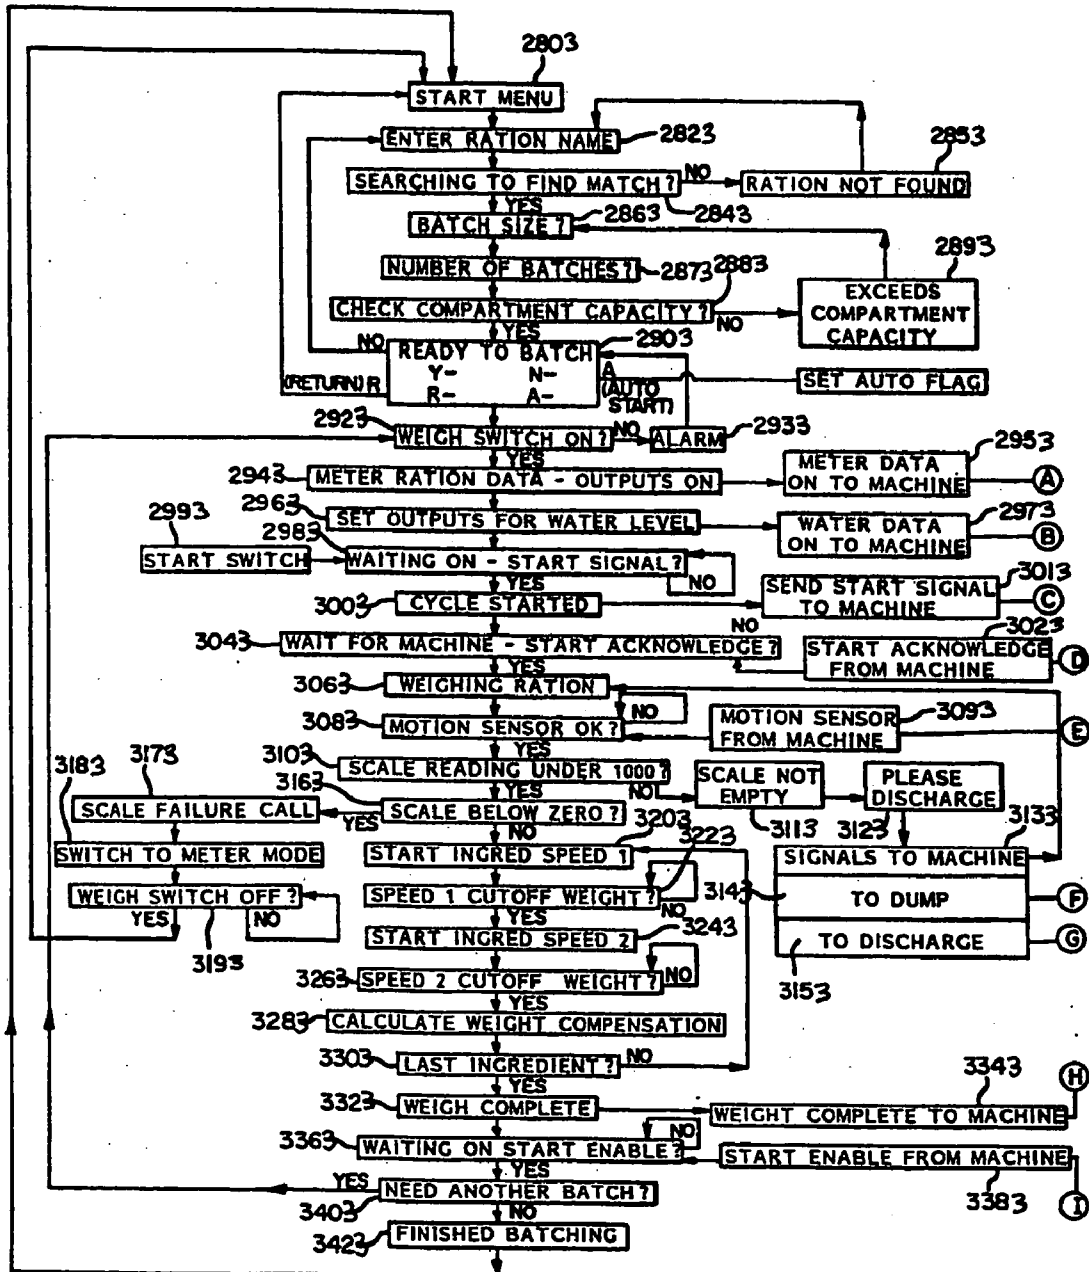 2803
START MENU
ENTER RATION NAME
2823
2853
SEARCHING TO FIND MATCH?
NO
RATION NOT FOUND
YES
2843
BATCH SIZE?
2863
NUMBER OF BATCHES?
2873
2883
2893
CHECK COMPARTMENT CAPACITY?
NO
EXCEEDS
COMPARTMENT
CAPACITY
YES
2903
NO
READY TO BATCH
Y- N-
R- A-
(RETURN) R
A
(AUTO
START)
SET AUTO FLAG
2923
WEIGH SWITCH ON?
NO
ALARM
2933
YES
2943
METER RATION DATA - OUTPUTS ON
METER DATA
ON TO MACHINE
2953
A
2963
SET OUTPUTS FOR WATER LEVEL
WATER DATA
ON TO MACHINE
2973
B
2993
2983
START SWITCH
WAITING ON - START SIGNAL?
NO
YES
3003
CYCLE STARTED
SEND START SIGNAL
TO MACHINE
3013
C
3043
WAIT FOR MACHINE - START ACKNOWLEDGE?
NO
START ACKNOWLEDGE
FROM MACHINE
3023
D
YES
3063
WEIGHING RATION
NO
3083
MOTION SENSOR OK?
MOTION SENSOR
FROM MACHINE
3093
E
YES
3103
SCALE READING UNDER 1000?
YES
NOT
SCALE NOT
EMPTY
3113
PLEASE
DISCHARGE
3123
3133
3163
SCALE BELOW ZERO?
YES
NO
3173
3183
SCALE FAILURE CALL
SWITCH TO METER MODE
WEIGH SWITCH OFF?
YES
NO
3193
SIGNALS TO MACHINE
3143
TO DUMP
F
TO DISCHARGE
G
3153
3203
START INGRED SPEED 1
3223
SPEED 1 CUTOFF WEIGHT?
NO
YES
START INGRED SPEED 2
3243
3263
SPEED 2 CUTOFF WEIGHT?
NO
YES
3283
CALCULATE WEIGHT COMPENSATION
3303
LAST INGREDIENT?
NO
YES
3323
WEIGH COMPLETE
WEIGHT COMPLETE TO MACHINE
3343
H
3363
WAITING ON START ENABLE?
NO
START ENABLE FROM MACHINE
3383
I
YES
YES
NEED ANOTHER BATCH?
3403
NO
3423
FINISHED BATCHING